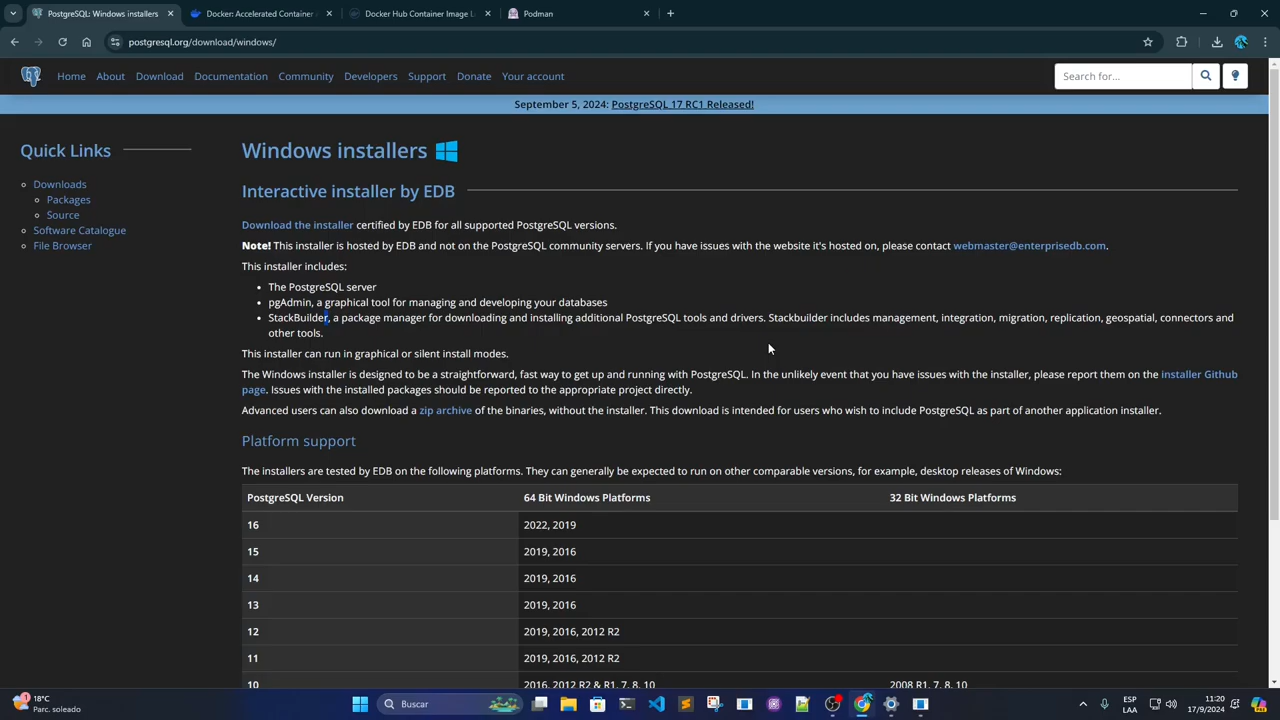 PostgreSQL: Windows installers
Docker: Accelerated Container
Docker Hub Container Image L
Podman
postgresql.org/download/windows/
Home
About
Download
Documentation
Community
Developers
Support
Donate
Your account
Search for...
September 5, 2024: PostgreSQL 17 RC1 Released!
Quick Links
Downloads
Packages
Source
Software Catalogue
File Browser
Windows installers
Interactive installer by EDB
Download the installer certified by EDB for all supported PostgreSQL versions.
Note! This installer is hosted by EDB and not on the PostgreSQL community servers. If you have issues with the website it's hosted on, please contact webmaster@enterprisedb.com.
This installer includes:
The PostgreSQL server
pgAdmin, a graphical tool for managing and developing your databases
StackBuilder, a package manager for downloading and installing additional PostgreSQL tools and drivers. Stackbuilder includes management, integration, migration, replication, geospatial, connectors and
other tools.
This installer can run in graphical or silent install modes.
The Windows installer is designed to be a straightforward, fast way to get up and running with PostgreSQL. In the unlikely event that you have issues with the installer, please report them on the installer Github
page. Issues with the installed packages should be reported to the appropriate project directly.
Advanced users can also download a zip archive of the binaries, without the installer. This download is intended for users who wish to include PostgreSQL as part of another application installer.
Platform support
The installers are tested by EDB on the following platforms. They can generally be expected to run on other comparable versions, for example, desktop releases of Windows:
PostgreSQL Version 64 Bit Windows Platforms 32 Bit Windows Platforms
16 2022, 2019
15 2019, 2016
14 2019, 2016
13 2019, 2016
12 2019, 2016, 2012 R2
11 2019, 2016, 2012 R2
10 2016, 2012 R2 & R1, 7, 8, 10 2008 R1, 7, 8, 10
1
18°C
Parc. soleado
Buscar
ESP
LAA
11:20
17/9/2024